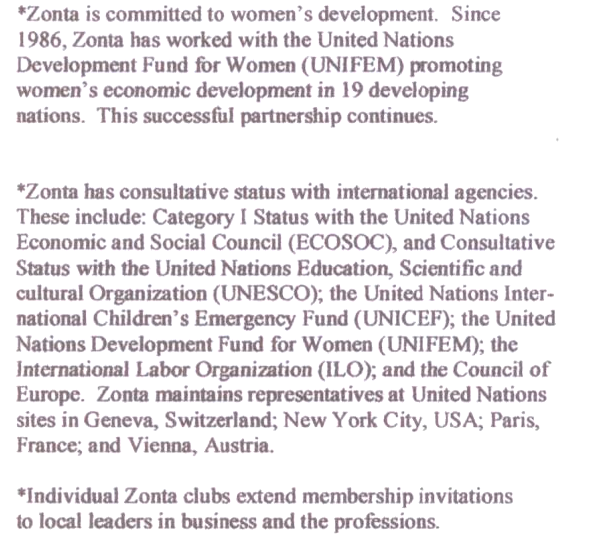 *Zonta is committed to women's development.  Since
1986, Zonta has worked with the United Nations
Development Fund for Women (UNIFEM) promoting
women's economic development in 19 developing
nations.  This successful partnership continues.
*Zonta has consultative status with international agencies.
These include: Category I Status with the United Nations
Economic and Social Council (ECOSOC), and Consultative
Status with the United Nations Education, Scientific and
cultural Organization (UNESCO); the United Nations Inter-
national Children's Emergency Fund (UNICEF); the United
Nations Development Fund for Women (UNIFEM); the
International Labor Organization (ILO); and the Council of
Europe.  Zonta maintains representatives at United Nations
sites in Geneva, Switzerland; New York City, USA; Paris,
France; and Vienna, Austria.
*Individual Zonta clubs extend membership invitations
to local leaders in business and the professions.